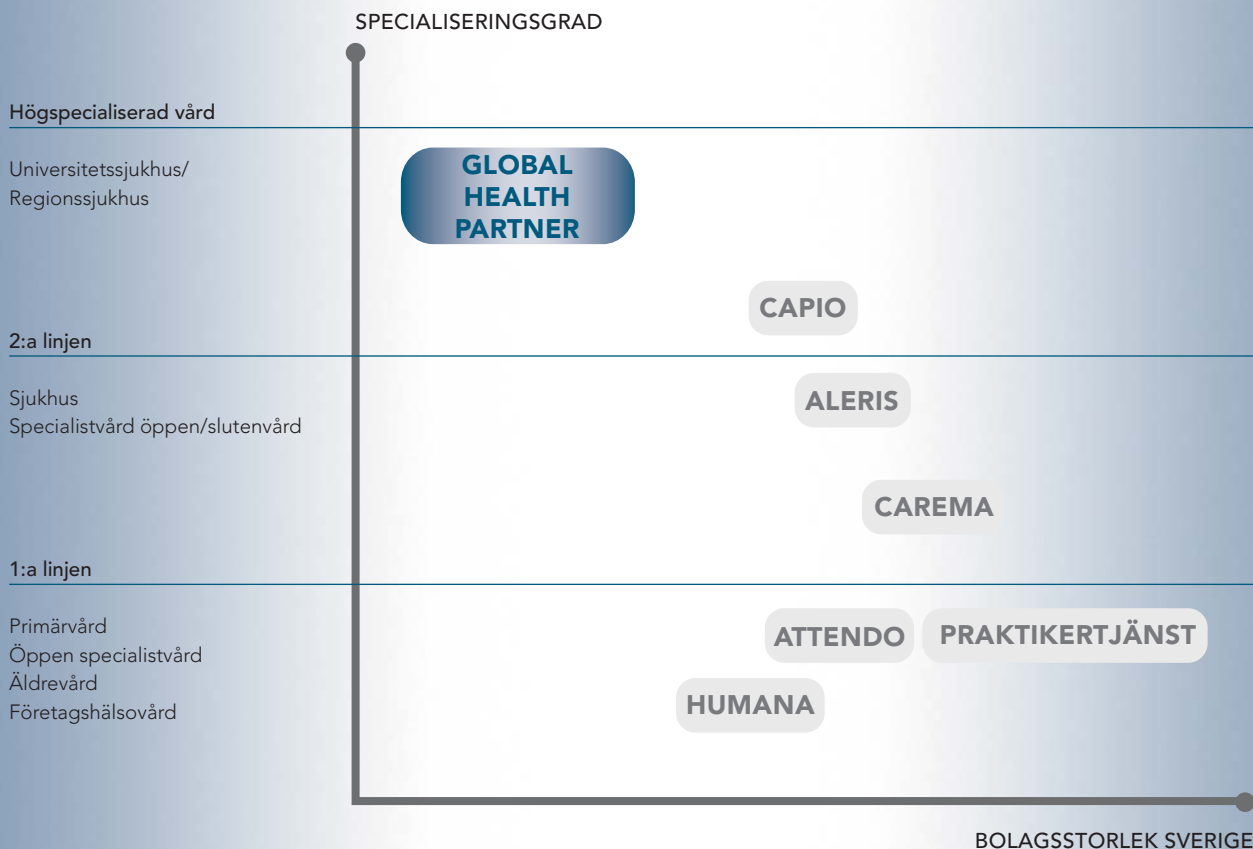 SPECIALISERINGSGRAD
Högspecialiserad vård
Universitetssjukhus/
Regionssjukhus
GLOBAL
HEALTH
PARTNER
CAPIO
2:a linjen
Sjukhus
Specialistvård öppen/slutenvård
ALERIS
CAREMA
1:a linjen
Primärvård
Öppen specialistvård
Äldrevård
Företagshälsovård
ATTENDO
PRAKTIKERTJÄNST
HUMANA
BOLAGSSTORLEK SVERIGE